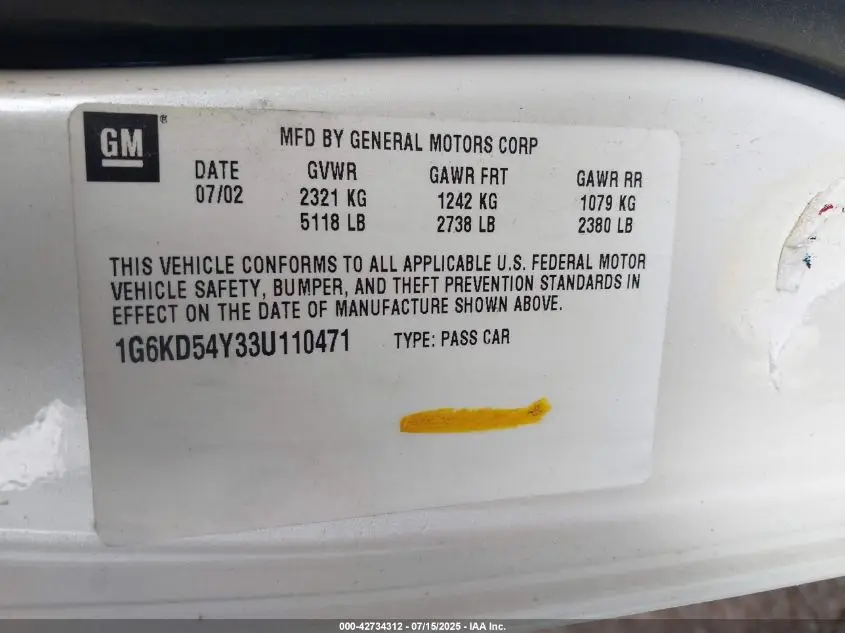 GM®
MFD BY GENERAL MOTORS CORP
DATE GVWR GAWR FRT GAWR RR
07/02 2321 KG 1242 KG 1079 KG
5118 LB 2738 LB 2380 LB
THIS VEHICLE CONFORMS TO ALL APPLICABLE U.S. FEDERAL MOTOR
VEHICLE SAFETY, BUMPER, AND THEFT PREVENTION STANDARDS IN
EFFECT ON THE DATE OF MANUFACTURE SHOWN ABOVE.
1G6KD54Y33U110471 TYPE: PASS CAR
000-42734312 - 07/15/2025 - IAA Inc.